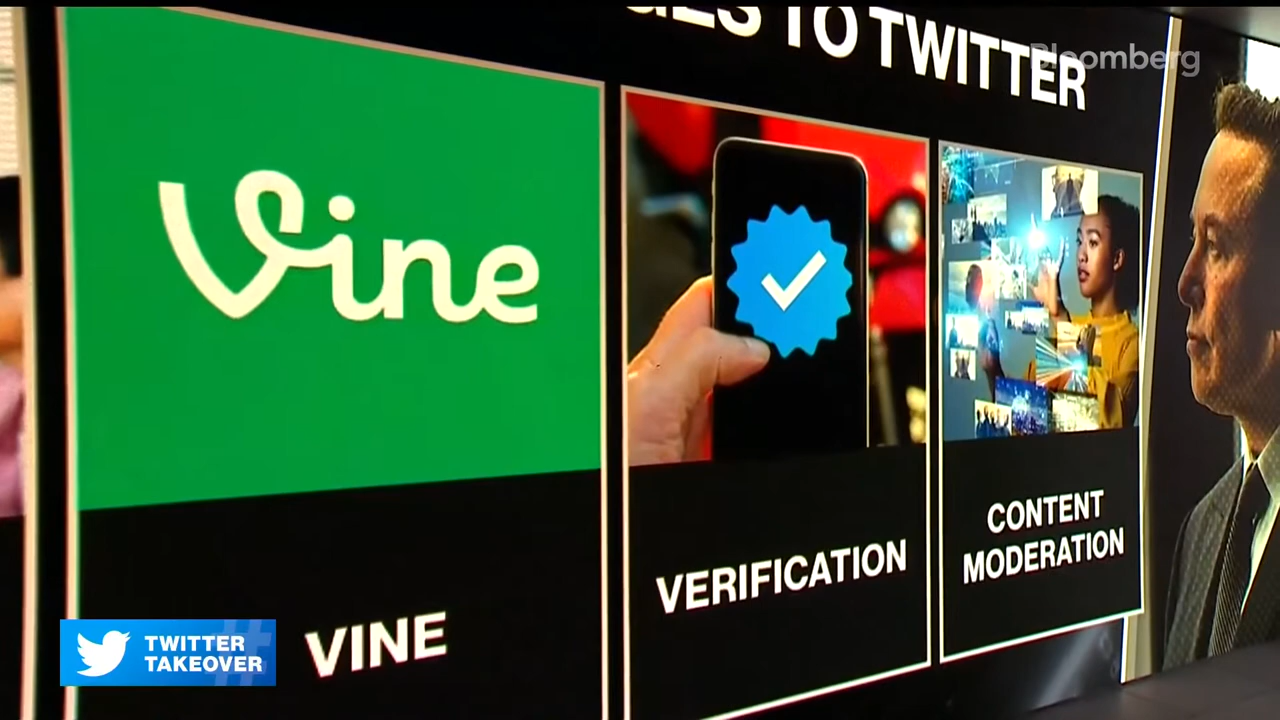 TO TWITTER
Bloomberg
Vine
VERIFICATION
CONTENT
MODERATION
VINE
TWITTER
TAKEOVER